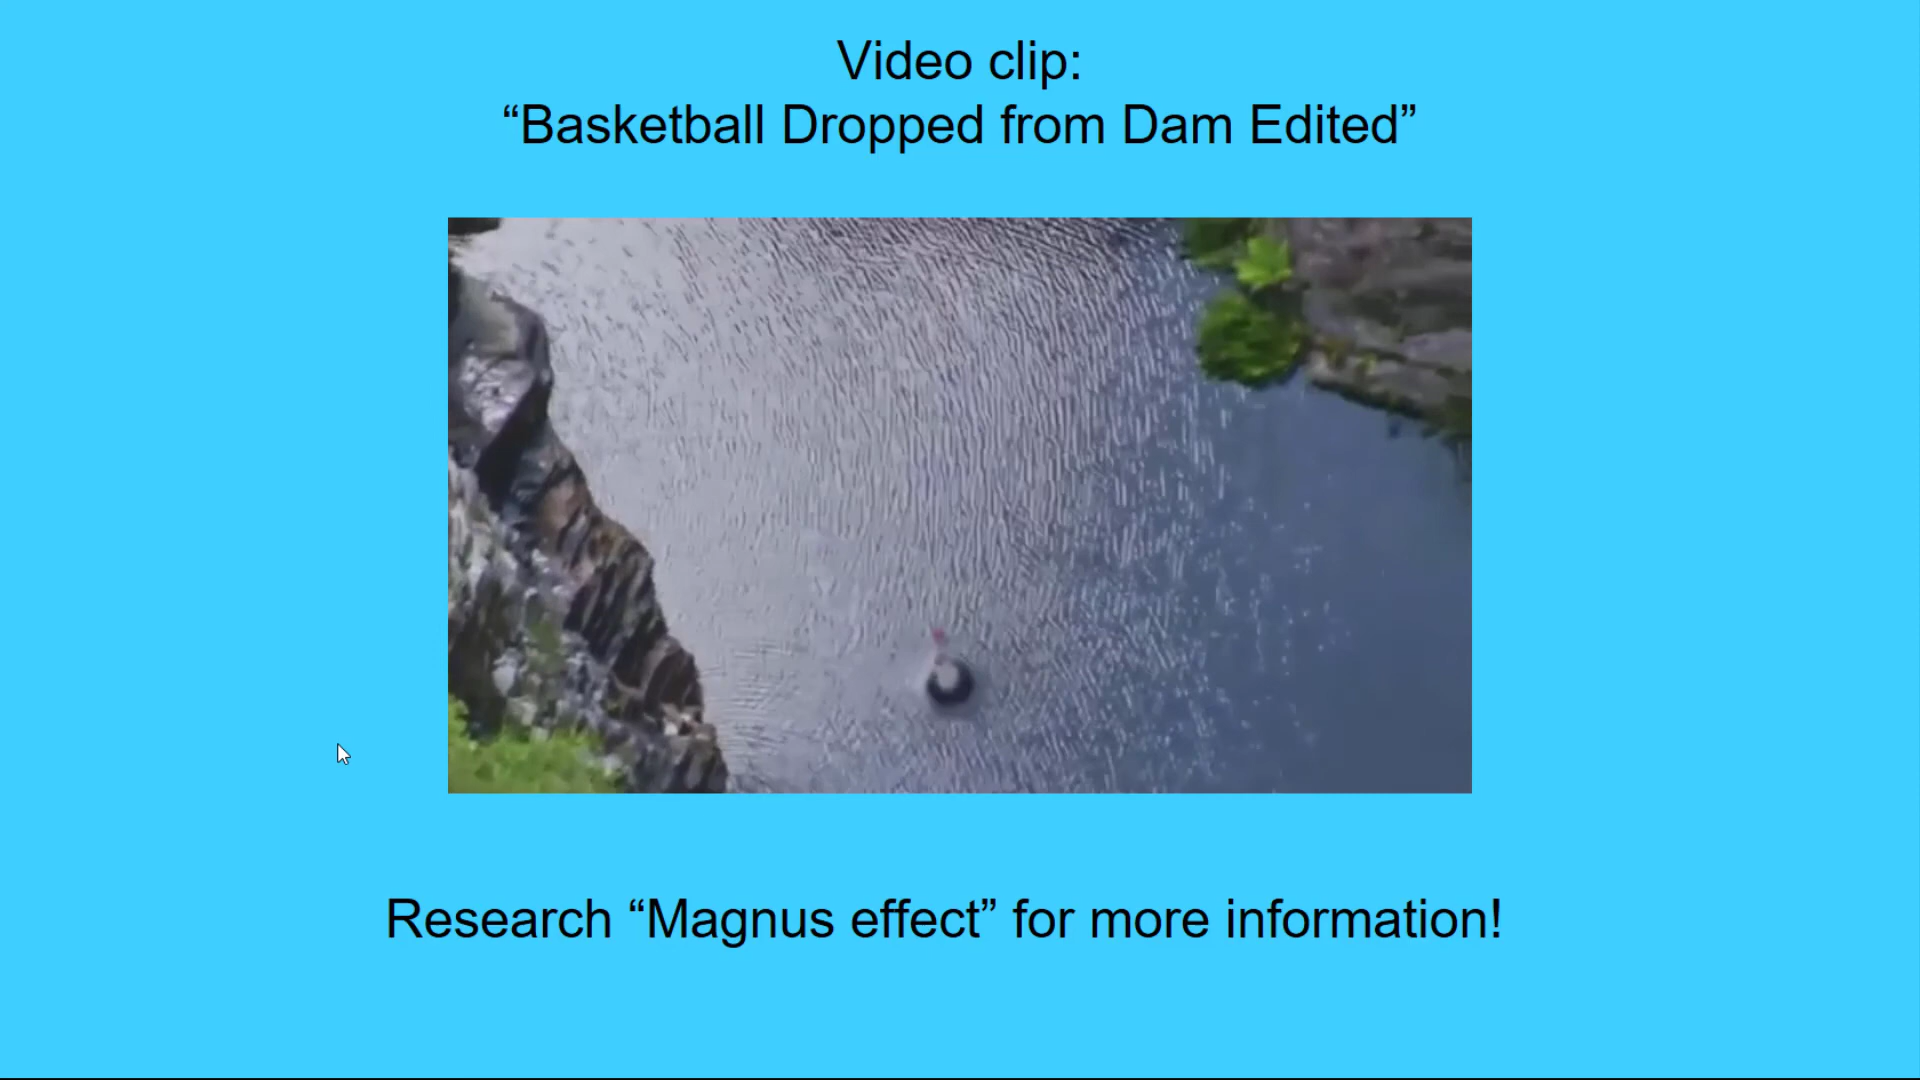 Video clip:
“Basketball Dropped from Dam Edited”
Research “Magnus effect” for more information!